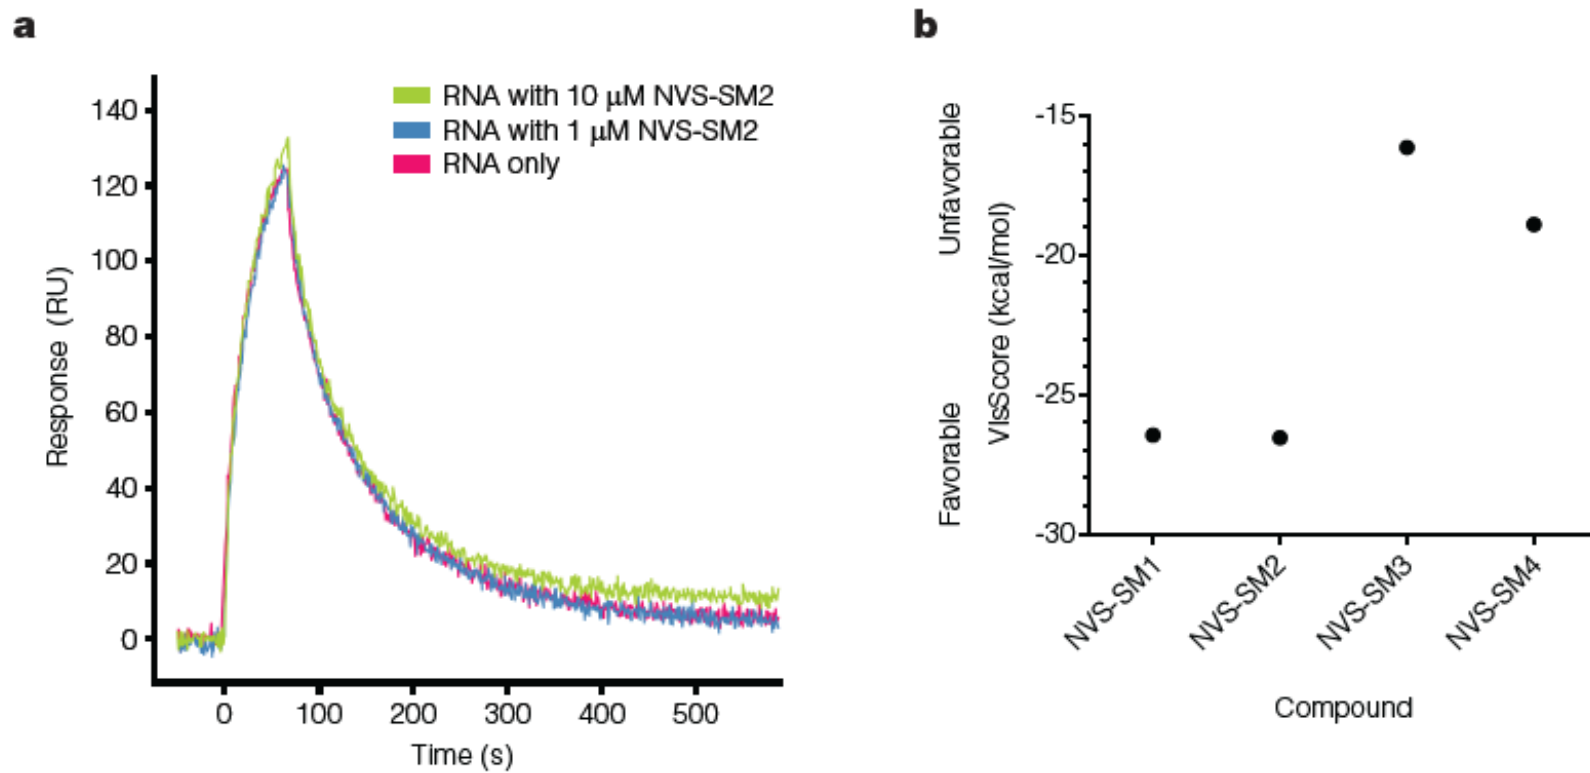 a
140
120
100
80
60
40
20
0
Response (RU)
RNA with 10 μM NVS-SM2
RNA with 1 μM NVS-SM2
RNA only
0 100 200 300 400 500
Time (s)
b
Unfavorable
Favorable
VisScore (kcal/mol)
-15
-20
-25
-30
NVS-SM1
NVS-SM2
NVS-SM3
NVS-SM4
Compound